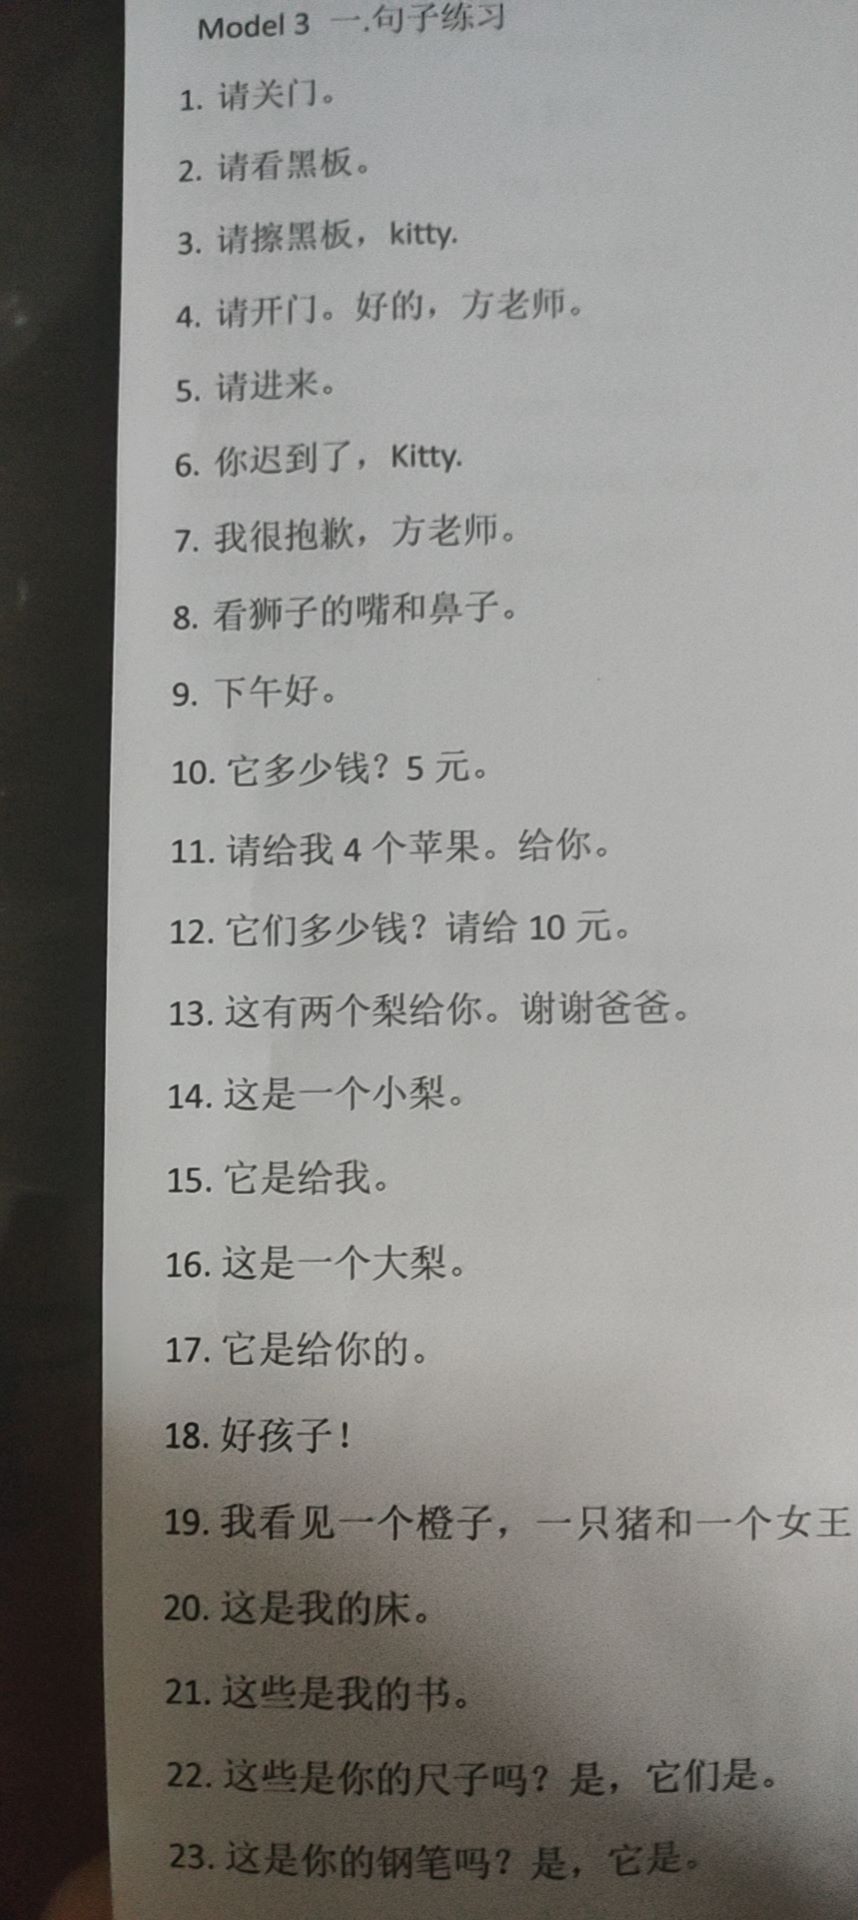 Model 3 一.句子练习
1. 请关门。
2. 请看黑板。
3. 请擦黑板，kitty.
4. 请开门。好的，方老师。
5. 请进来。
6. 你迟到了，Kitty.
7. 我很抱歉，方老师。
8. 看狮子的嘴和鼻子。
9. 下午好。
10. 它多少钱？5 元。
11. 请给我 4 个苹果。给你。
12. 它们多少钱？请给 10 元。
13. 这有两个梨给你。谢谢爸爸。
14. 这是一个小梨。
15. 它是给我。
16. 这是一个大梨。
17. 它是给你的。
18. 好孩子！
19. 我看见一个橙子，一只猪和一个女王
20. 这是我的床。
21. 这些是我的书。
22. 这些是你的尺子吗？是，它们是。
23. 这是你的钢笔吗？是，它是。